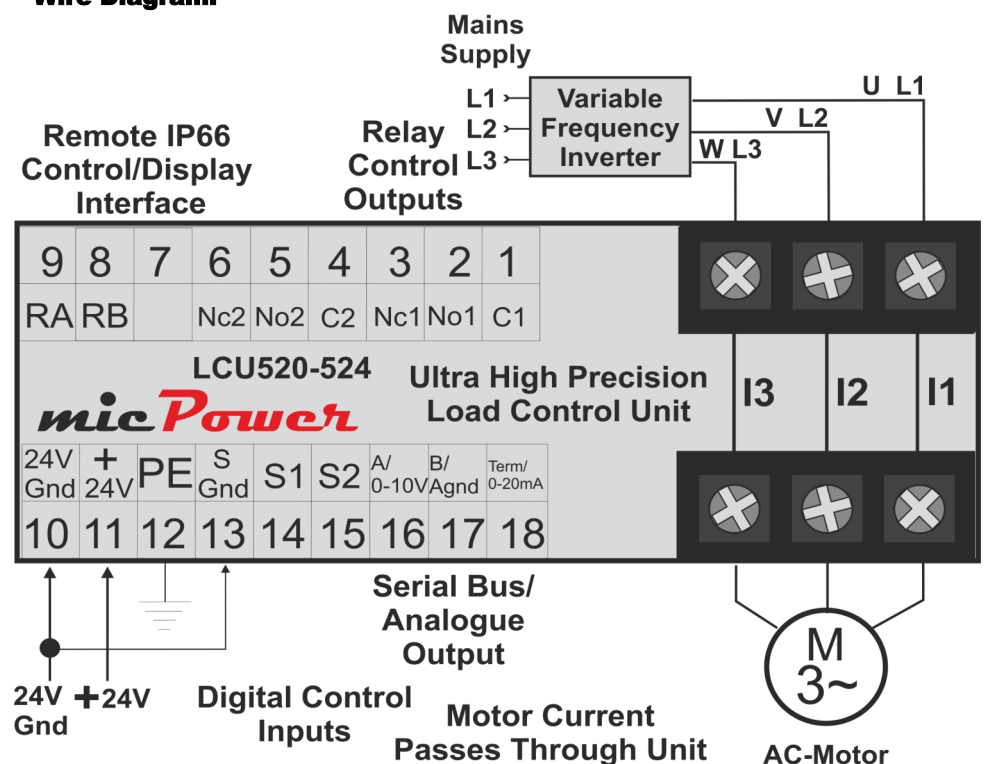 Wire Diagram:
Mains
Supply
L1
L2
L3
Variable
Frequency
Inverter
U L1
V L2
W L3
Remote IP66
Control/Display
Interface
Relay
Control
Outputs
9 8 7 6 5 4 3 2 1
RA RB Nc2 No2 C2 Nc1 No1 C1
LCU520-524
micPower
Ultra High Precision
Load Control Unit
I3 I2 I1
24V Gnd
+ 24V
PE
S Gnd
S1
S2
A/ 0-10V
B/ Agnd
Term/ 0-20mA
10 11 12 13 14 15 16 17 18
Serial Bus/
Analogue
Output
24V
Gnd
+24V
Digital Control
Inputs
Motor Current
Passes Through Unit
M
3~
AC-Motor